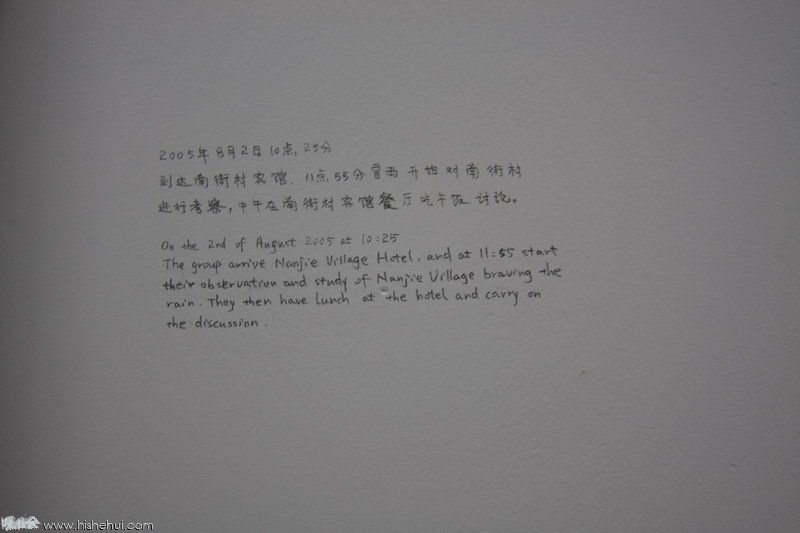 2005年8月2日10点25分
到达南街村宾馆.11点55分冒雨开始对南街村
进行考察,中午在南街村宾馆餐厅吃午饭.讨论。
On the 2nd of August 2005 at 10:25
The group arrive Nanjie Village Hotel, and at 11:55 start
their observation and study of Nanjie Village braving the
rain. They then have lunch at the hotel and carry on
the discussion.
www.hishehui.com